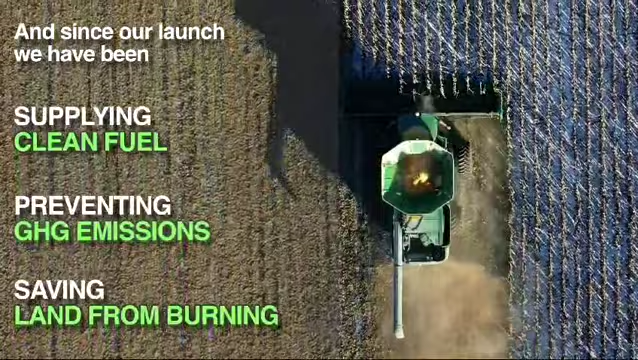 And since our launch
we have been
SUPPLYING
CLEAN FUEL
PREVENTING
GHG EMISSIONS
SAVING
LAND FROM BURNING